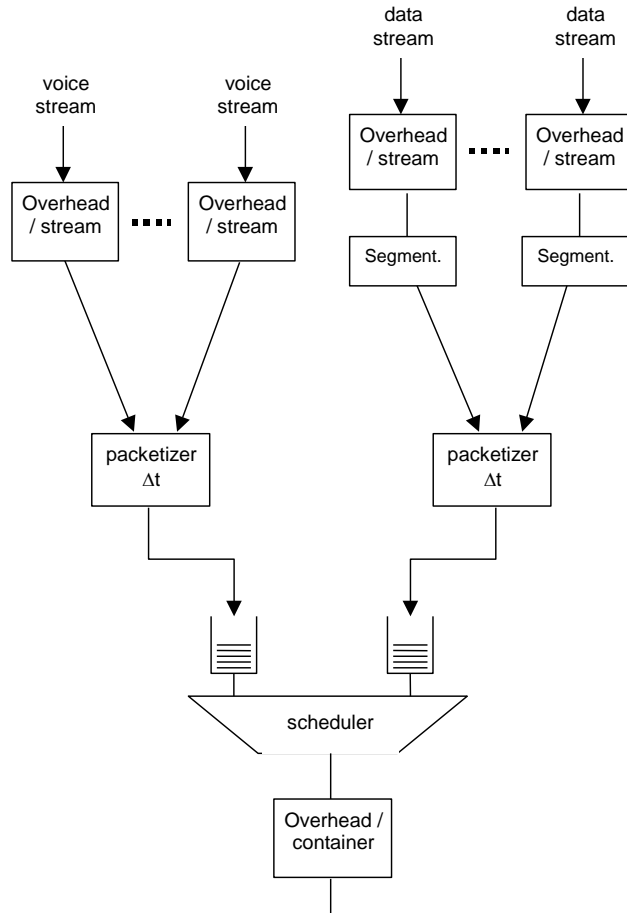 data
stream
data
stream
voice
stream
voice
stream
Overhead
/ stream
Overhead
/ stream
Overhead
/ stream
Overhead
/ stream
Segment.
Segment.
packetizer
Δt
packetizer
Δt
scheduler
Overhead /
container